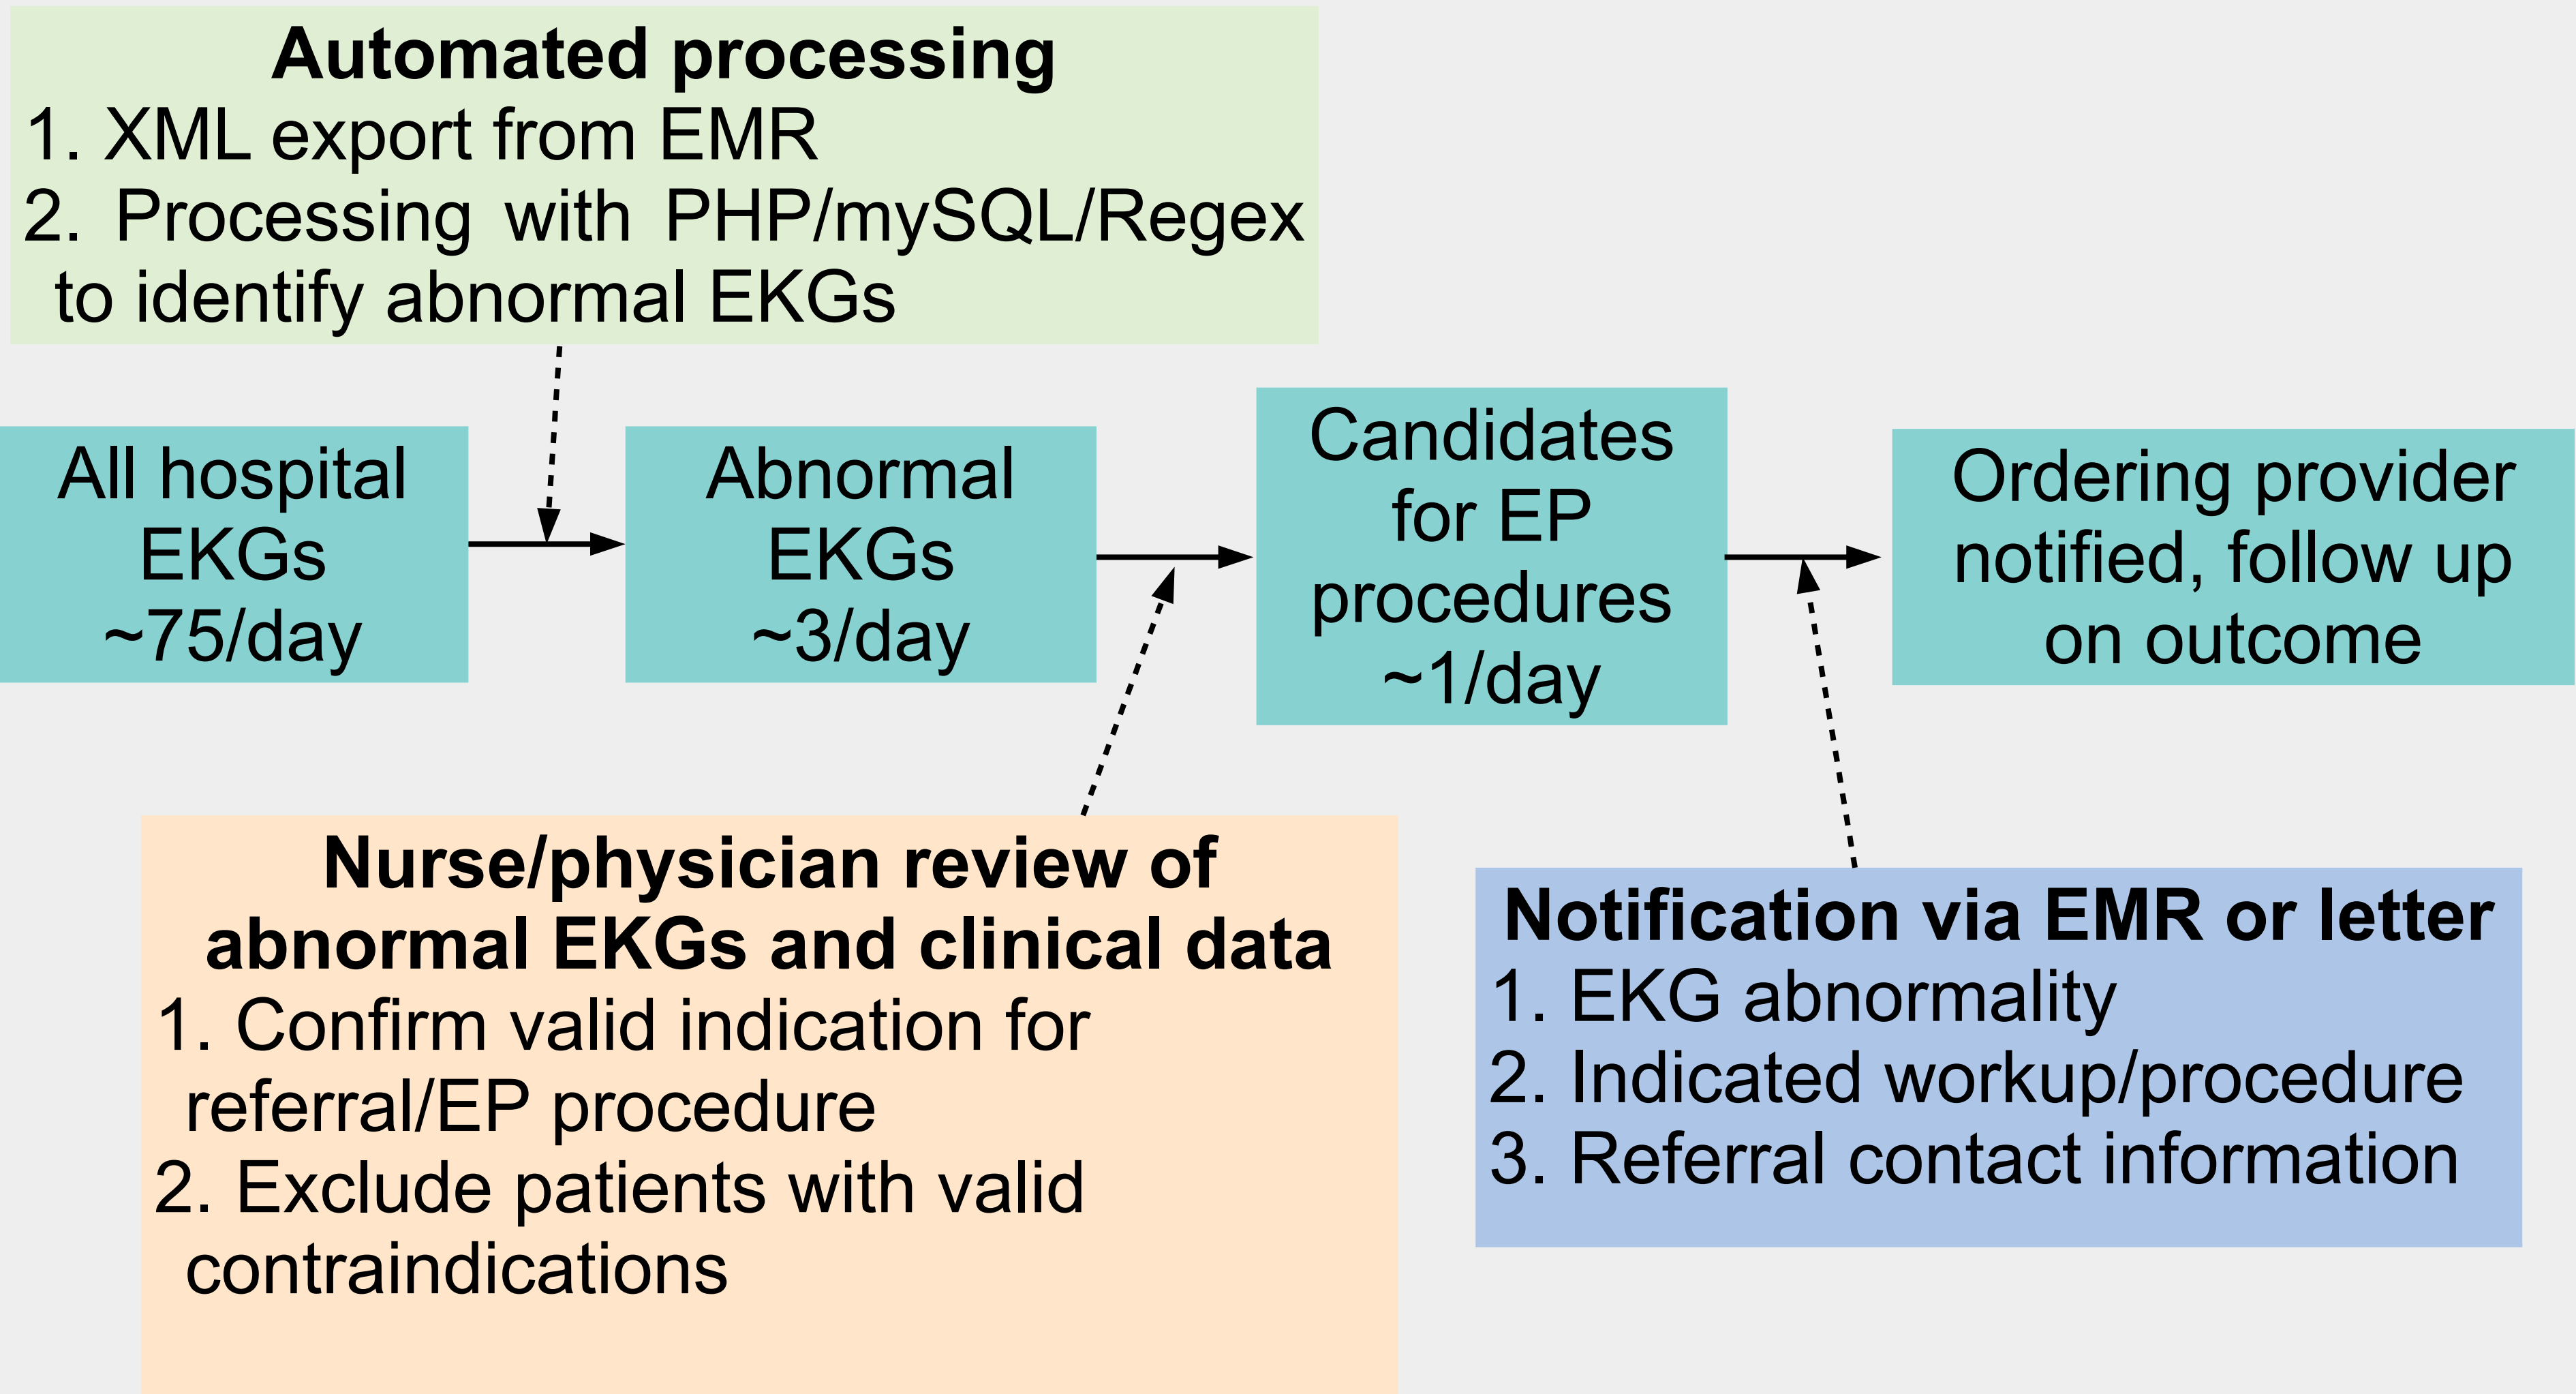 Automated processing
1. XML export from EMR
2. Processing with PHP/mySQL/Regex
to identify abnormal EKGs
All hospital
EKGs
~75/day
Abnormal
EKGs
~3/day
Candidates
for EP
procedures
~1/day
Ordering provider
notified, follow up
on outcome
Nurse/physician review of
abnormal EKGs and clinical data
1. Confirm valid indication for
referral/EP procedure
2. Exclude patients with valid
contraindications
Notification via EMR or letter
1. EKG abnormality
2. Indicated workup/procedure
3. Referral contact information